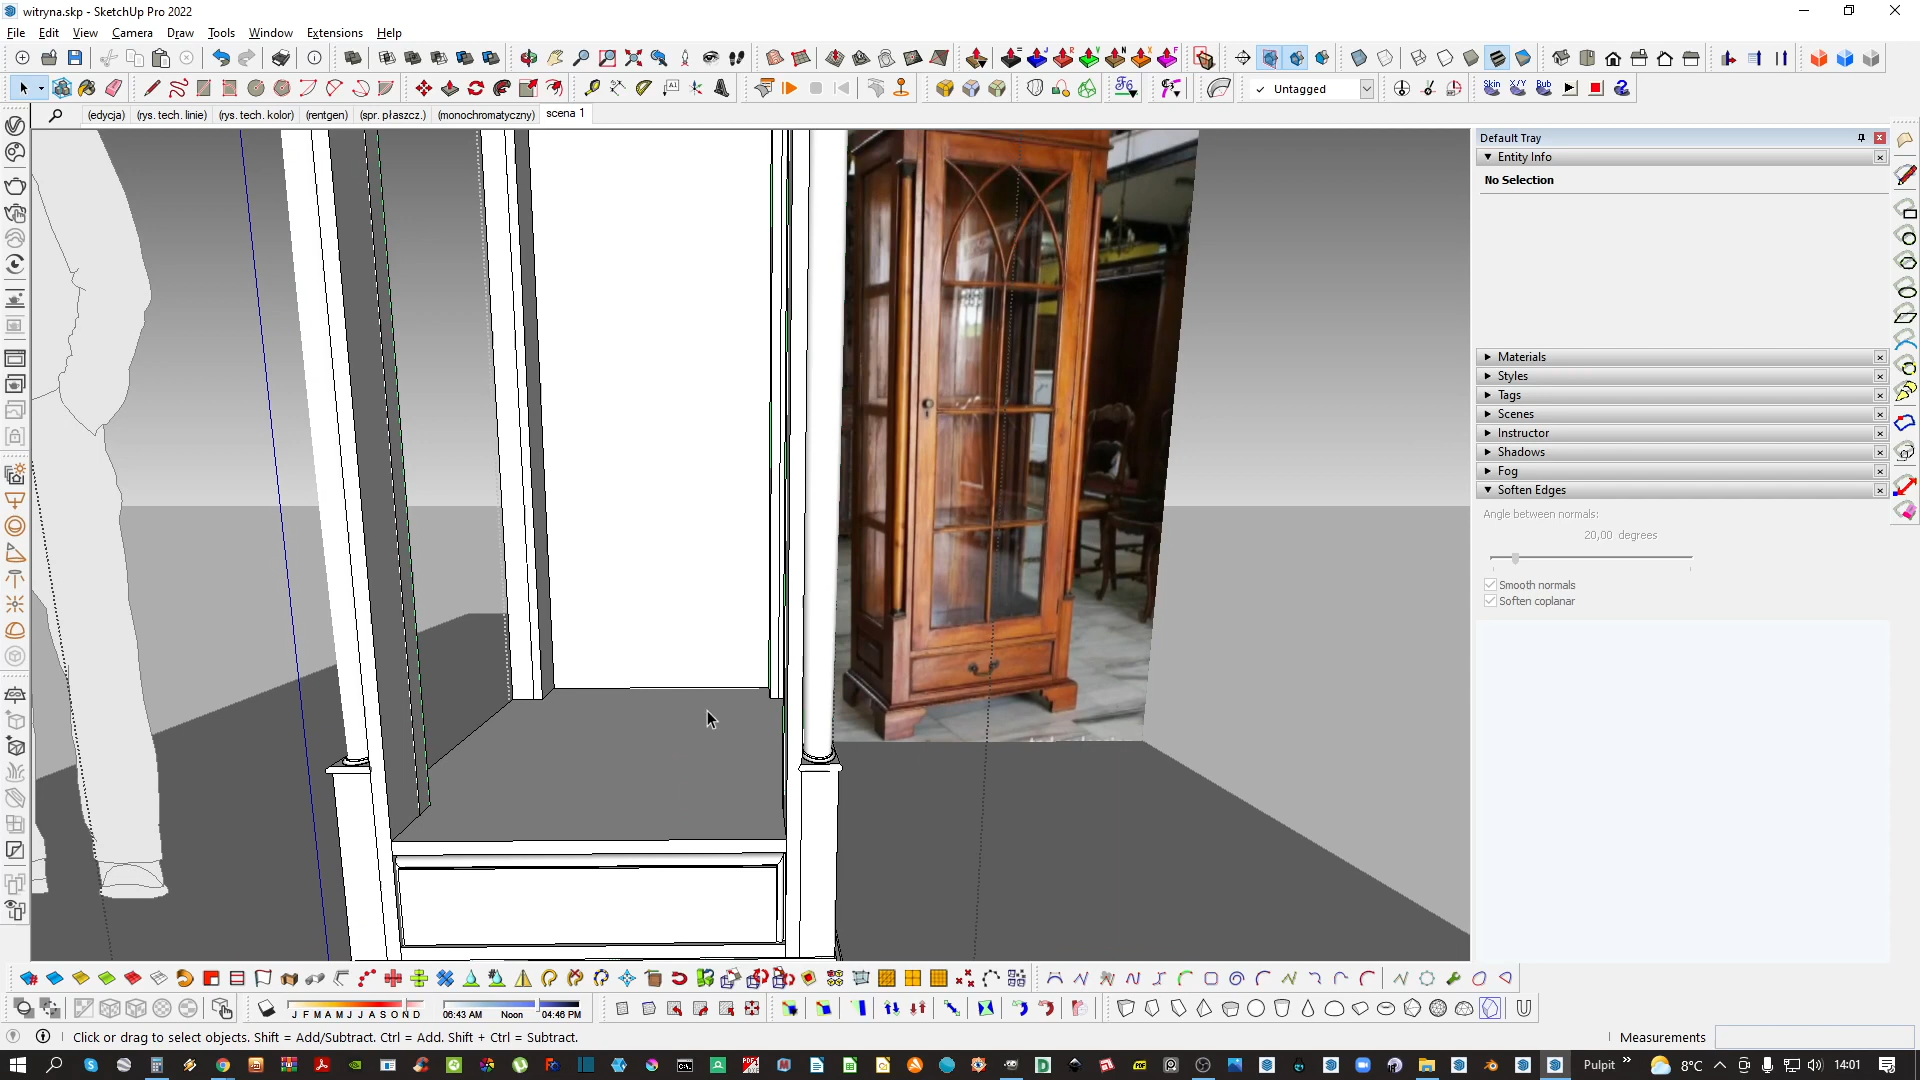 witryna.skp - SketchUp Pro 2022
File Edit View Camera Draw Tools Window Extensions Help
Untagged
Skin X/Y Bub
(edycja) (rys. tech. linie) (rys. tech. kolor) (rentgen) (spr. płaszcz.) (monochromatyczny) scena 1
Default Tray
Entity Info
No Selection
Materials
Styles
Tags
Scenes
Instructor
Shadows
Fog
Soften Edges
Angle between normals:
20,00 degrees
Smooth normals
Soften coplanar
J F M A M J J A S O N D 06:43 AM Noon 04:46 PM
Click or drag to select objects. Shift = Add/Subtract. Ctrl = Add. Shift + Ctrl = Subtract.
Measurements
Pulpit 8°C 14:01